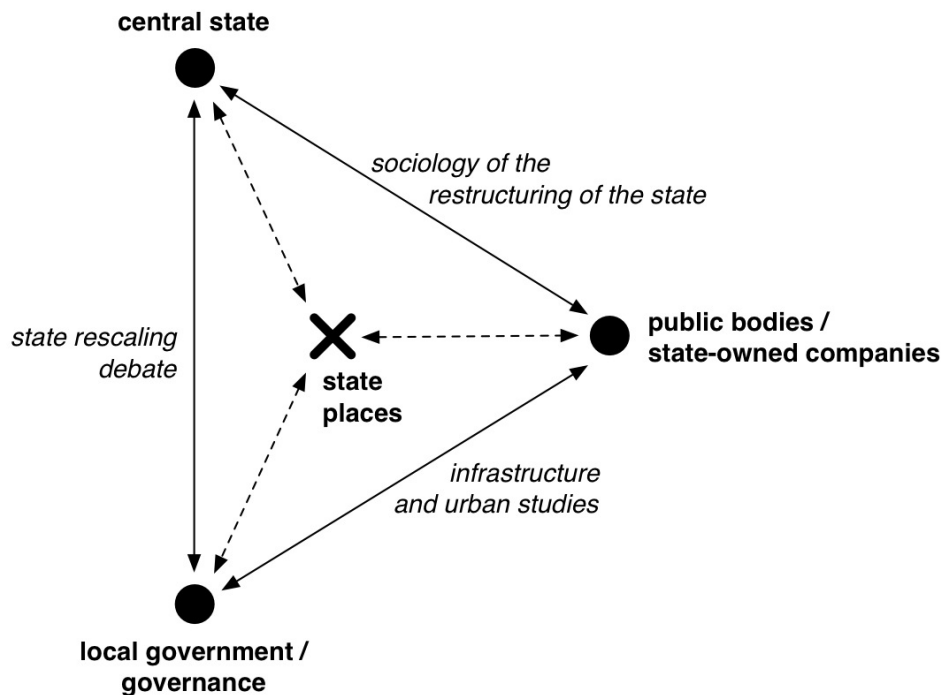 central state
sociology of the
restructuring of the state
state rescaling
debate
public bodies /
state-owned companies
state
places
infrastructure
and urban studies
local government /
governance